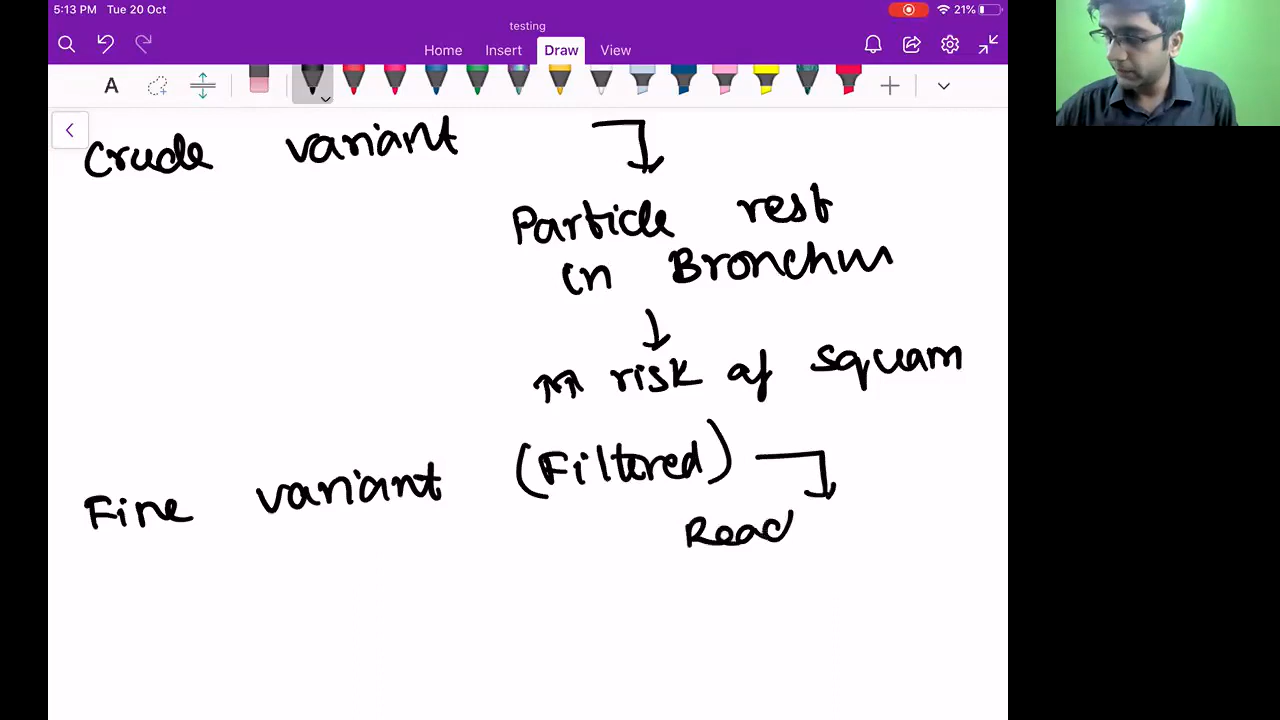 5:13 PM Tue 20 Oct
21%
testing
Home Insert Draw View
A
Crude variant
Particle rest
in Bronchus
↑↑ risk of squam
Fine variant (Filtered)
Reac